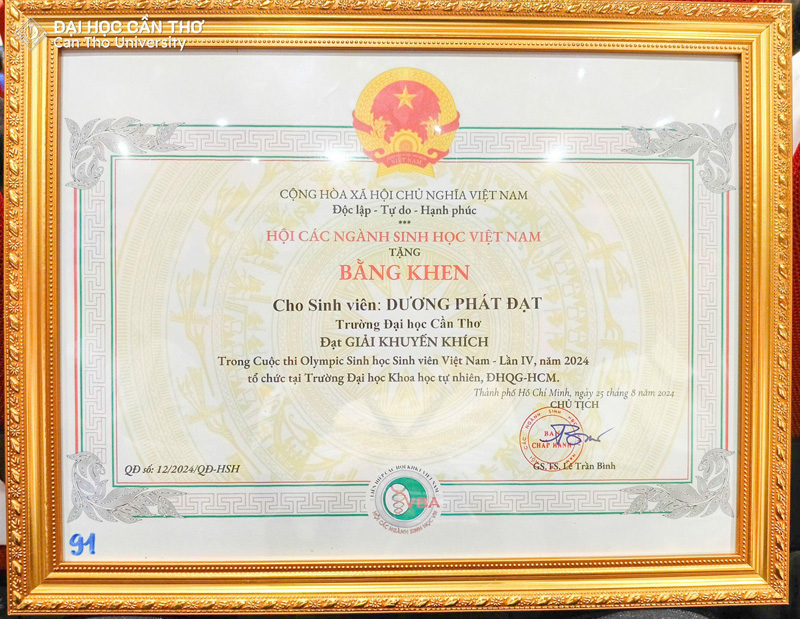 ĐẠI HỌC CẦN THƠ
Can Tho University
VIỆT NAM
CỘNG HÒA XÃ HỘI CHỦ NGHĨA VIỆT NAM
Độc lập - Tự do - Hạnh phúc
***
HỘI CÁC NGÀNH SINH HỌC VIỆT NAM
TẶNG
BẰNG KHEN
Cho Sinh viên: DƯƠNG PHÁT ĐẠT
Trường Đại học Cần Thơ
Đạt GIẢI KHUYẾN KHÍCH
Trong Cuộc thi Olympic Sinh học Sinh viên Việt Nam - Lần IV, năm 2024
tổ chức tại Trường Đại học Khoa học tự nhiên, ĐHQG-HCM.
Thành phố Hồ Chí Minh, ngày 25 tháng 8 năm 2024
CHỦ TỊCH
BAN
CHẤP HÀNH
GS.TS. Lê Trần Bình
QĐ số: 12/2024/QĐ-HSH
91